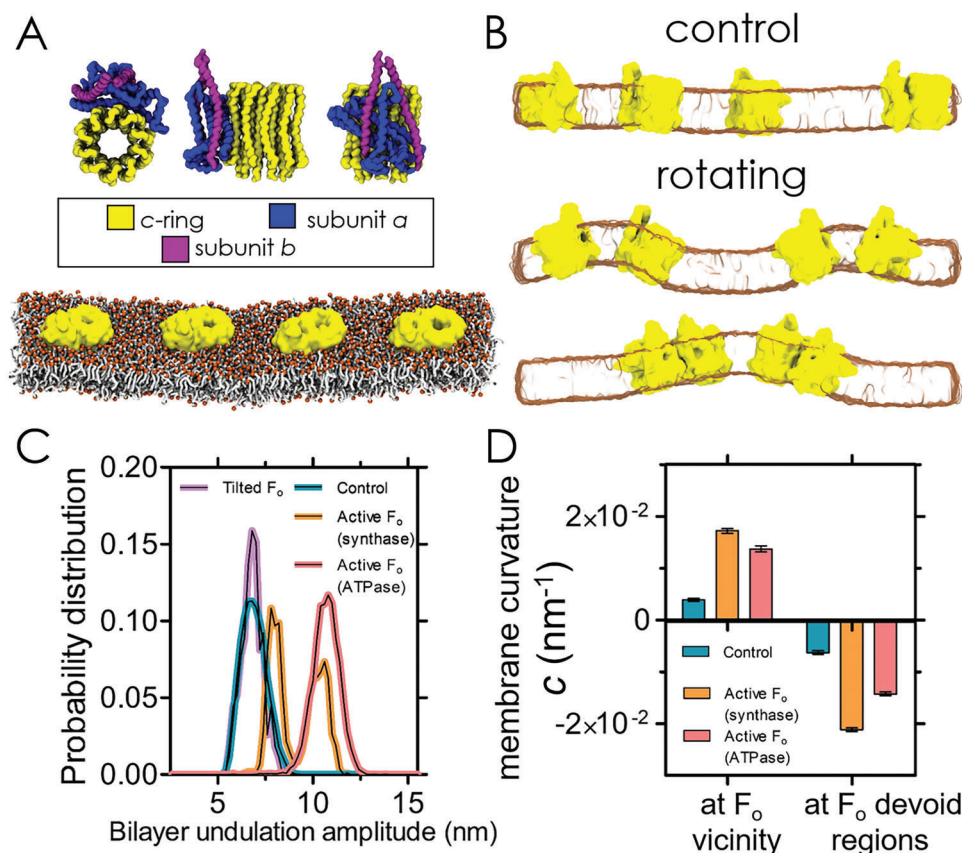 A
c-ring
subunit a
subunit b
B
control
rotating
C
Probability distribution
0.20
0.15
0.10
0.05
0.00
Tilted Fo
Control
Active Fo
(synthase)
Active Fo
(ATPase)
5
10
15
Bilayer undulation amplitude (nm)
D
membrane curvature
c (nm-1)
2×10-2
0
-2×10-2
Control
Active Fo
(synthase)
Active Fo
(ATPase)
at Fo
vicinity
at Fo devoid
regions